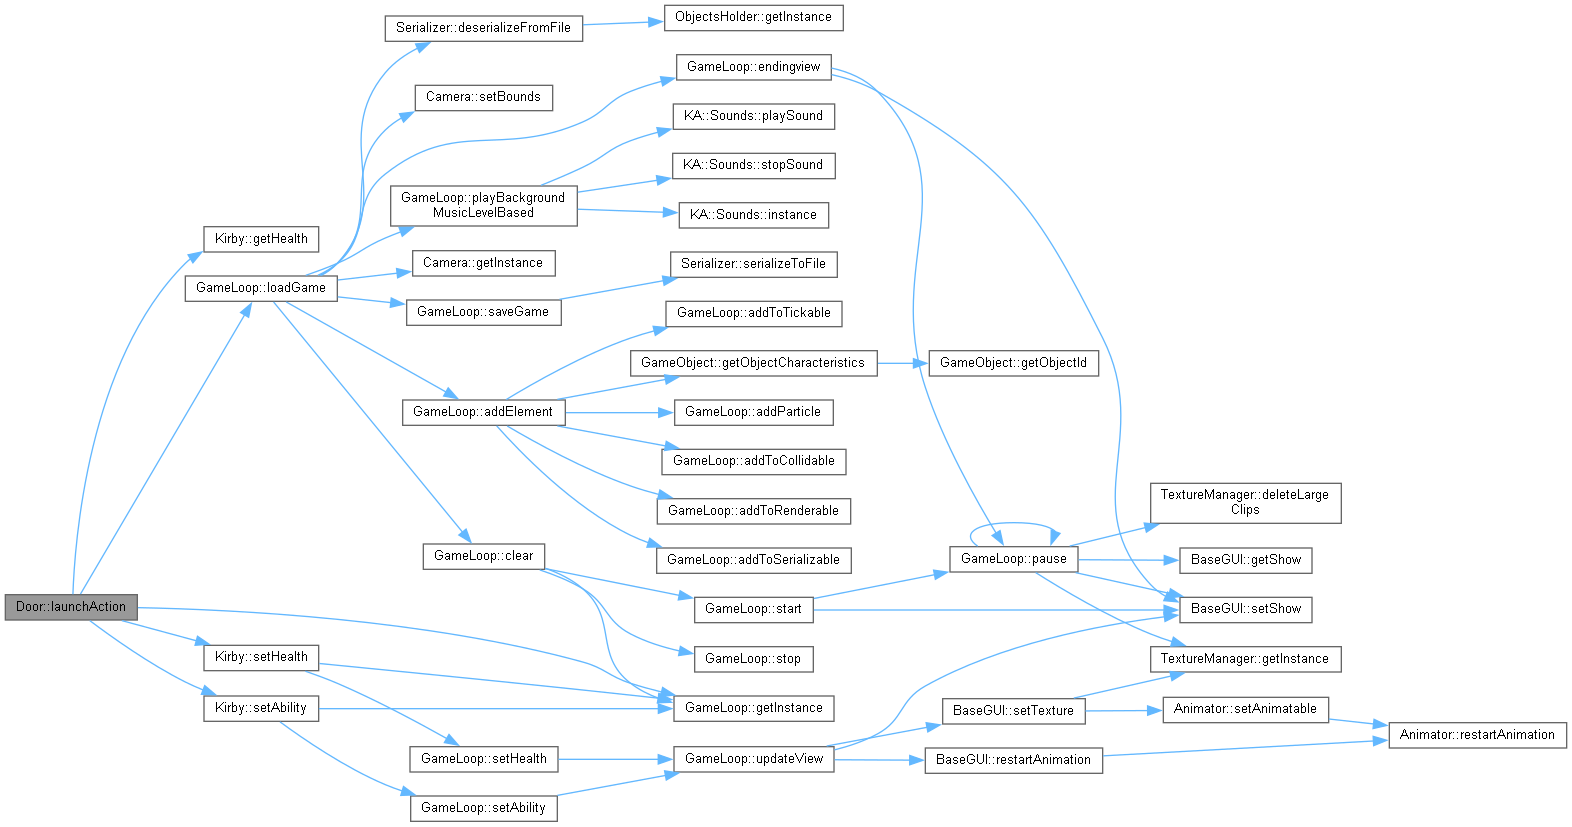 Serializer::deserializeFromFile
ObjectsHolder::getInstance
GameLoop::endingview
Camera::setBounds
KA::Sounds::playSound
KA::Sounds::stopSound
GameLoop::playBackground
MusicLevelBased
KA::Sounds::instance
Kirby::getHealth
Camera::getInstance
Serializer::serializeToFile
GameLoop::loadGame
GameLoop::saveGame
GameLoop::addToTickable
GameObject::getObjectCharacteristics
GameObject::getObjectId
GameLoop::addElement
GameLoop::addParticle
GameLoop::addToCollidable
GameLoop::addToRenderable
TextureManager::deleteLarge
Clips
GameLoop::clear
GameLoop::addToSerializable
GameLoop::pause
BaseGUI::getShow
Door::launchAction
GameLoop::start
BaseGUI::setShow
Kirby::setHealth
GameLoop::stop
TextureManager::getInstance
Kirby::setAbility
GameLoop::getInstance
BaseGUI::setTexture
Animator::setAnimatable
Animator::restartAnimation
GameLoop::setHealth
GameLoop::updateView
BaseGUI::restartAnimation
GameLoop::setAbility